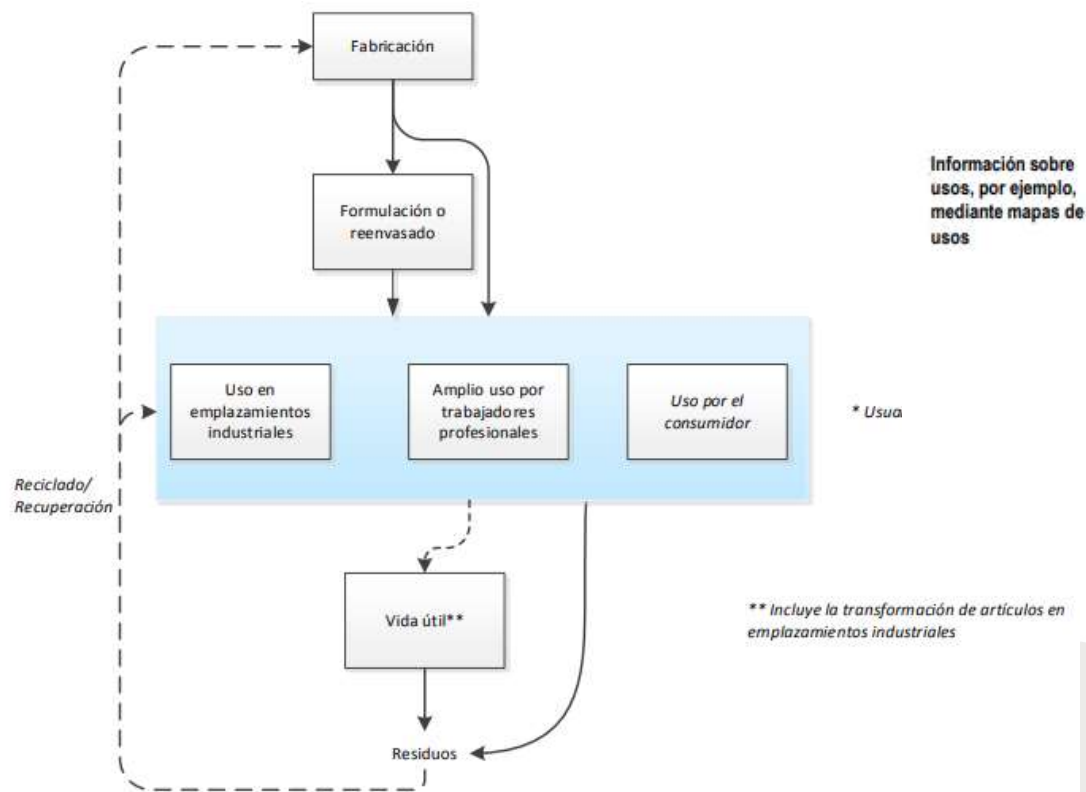 Fabricación
Información sobre
usos, por ejemplo,
mediante mapas de
usos
Formulación o
reenvasado
Uso en
emplazamientos
industriales
Amplio uso por
trabajadores
profesionales
Uso por el
consumidor
* Usua
Reciclado/
Recuperación
Vida útil**
** Incluye la transformación de artículos en
emplazamientos industriales
Residuos